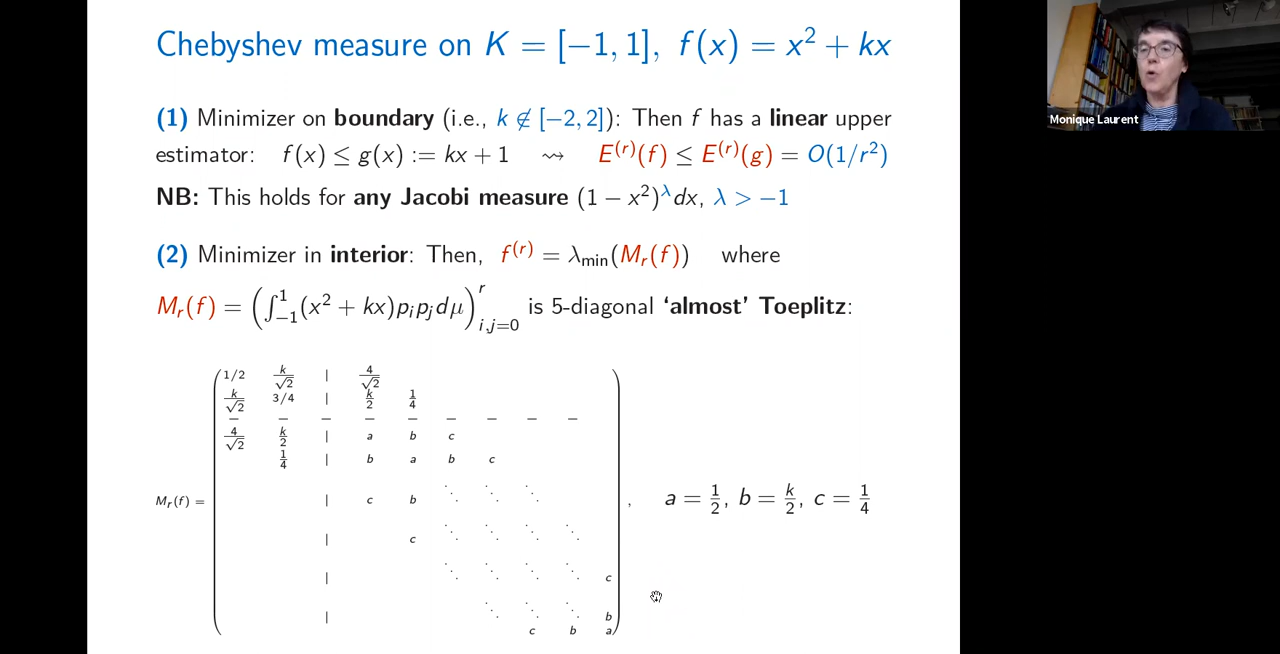 Chebyshev measure on K = [−1, 1], f(x) = x² + kx
Monique Laurent
(1) Minimizer on boundary (i.e., k ∉ [−2, 2]): Then f has a linear upper
estimator: f(x) ≤ g(x) := kx + 1 ⇝ E^(r)(f) ≤ E^(r)(g) = O(1/r²)
NB: This holds for any Jacobi measure (1 − x²)^λ dx, λ > −1
(2) Minimizer in interior: Then, f^(r) = λ_min(M_r(f)) where
M_r(f) = (∫_{−1}^{1} (x² + kx)p_i p_j dμ)_{i,j=0}^{r} is 5-diagonal ‘almost’ Toeplitz:
1/2 k/√2 | 4/√2
k/√2 3/4 | k/2 1/4
− − − − − − − − −
4/√2 k/2 | a b c
1/4 | b a b c
M_r(f) = | c b ⋱ ⋱ ⋱ , a = 1/2, b = k/2, c = 1/4
| c ⋱ ⋱ ⋱ ⋱
| ⋱ ⋱ ⋱ ⋱ c
| ⋱ ⋱ ⋱ b
c b a